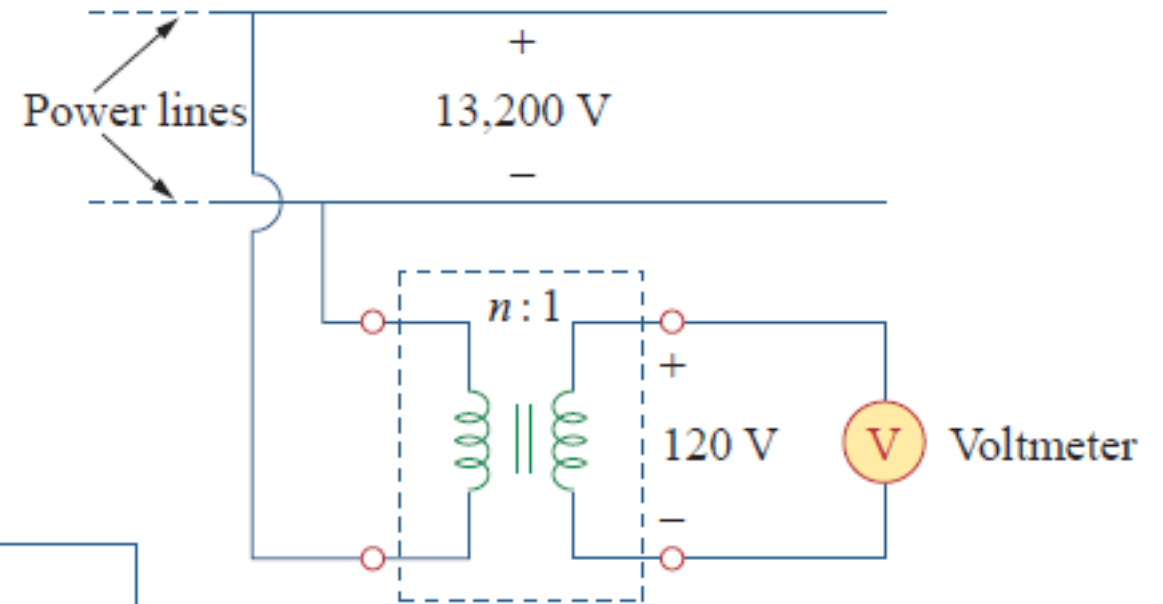 +
Power lines
13,200 V
−
n : 1
+
120 V
V
Voltmeter
−